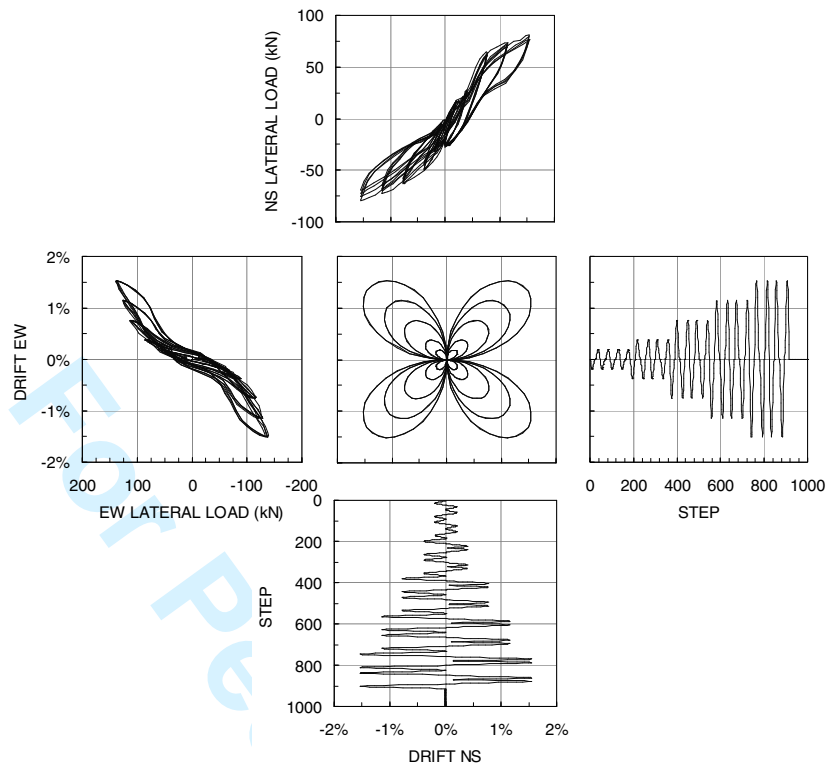 100
50
0
-50
-100
NS LATERAL LOAD (kN)
2%
1%
0%
-1%
-2%
DRIFT EW
200 100 0 -100 -200
EW LATERAL LOAD (kN)
0 200 400 600 800 1000
STEP
0
200
400
600
800
1000
STEP
-2% -1% 0% 1% 2%
DRIFT NS
For Pe